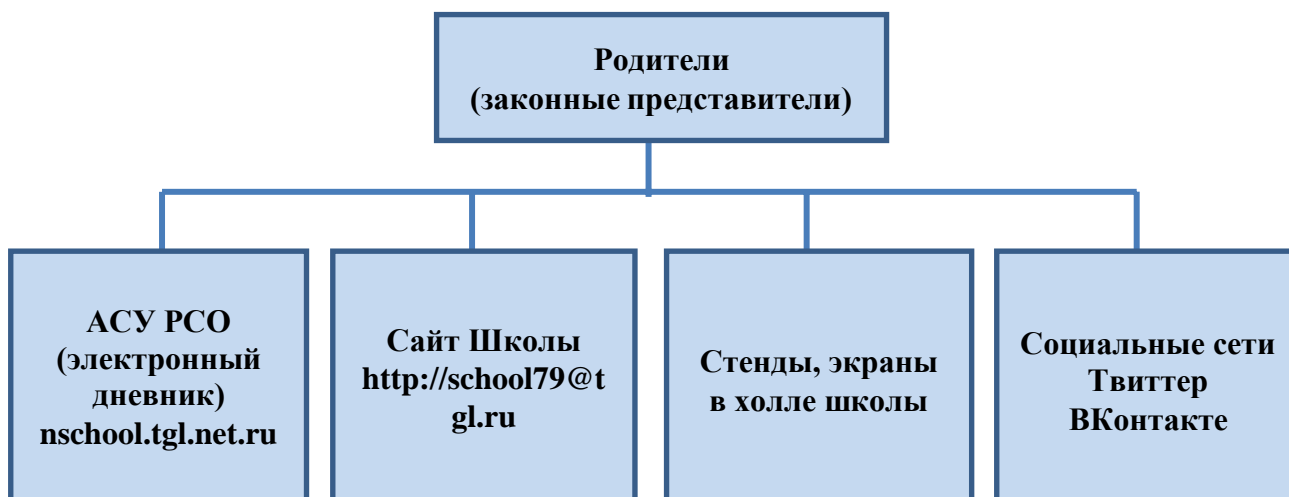 Родители
(законные представители)
АСУ РСО
(электронный
дневник)
nschool.tgl.net.ru
Сайт Школы
http://school79@t
gl.ru
Стенды, экраны
в холле школы
Социальные сети
Твиттер
ВКонтакте